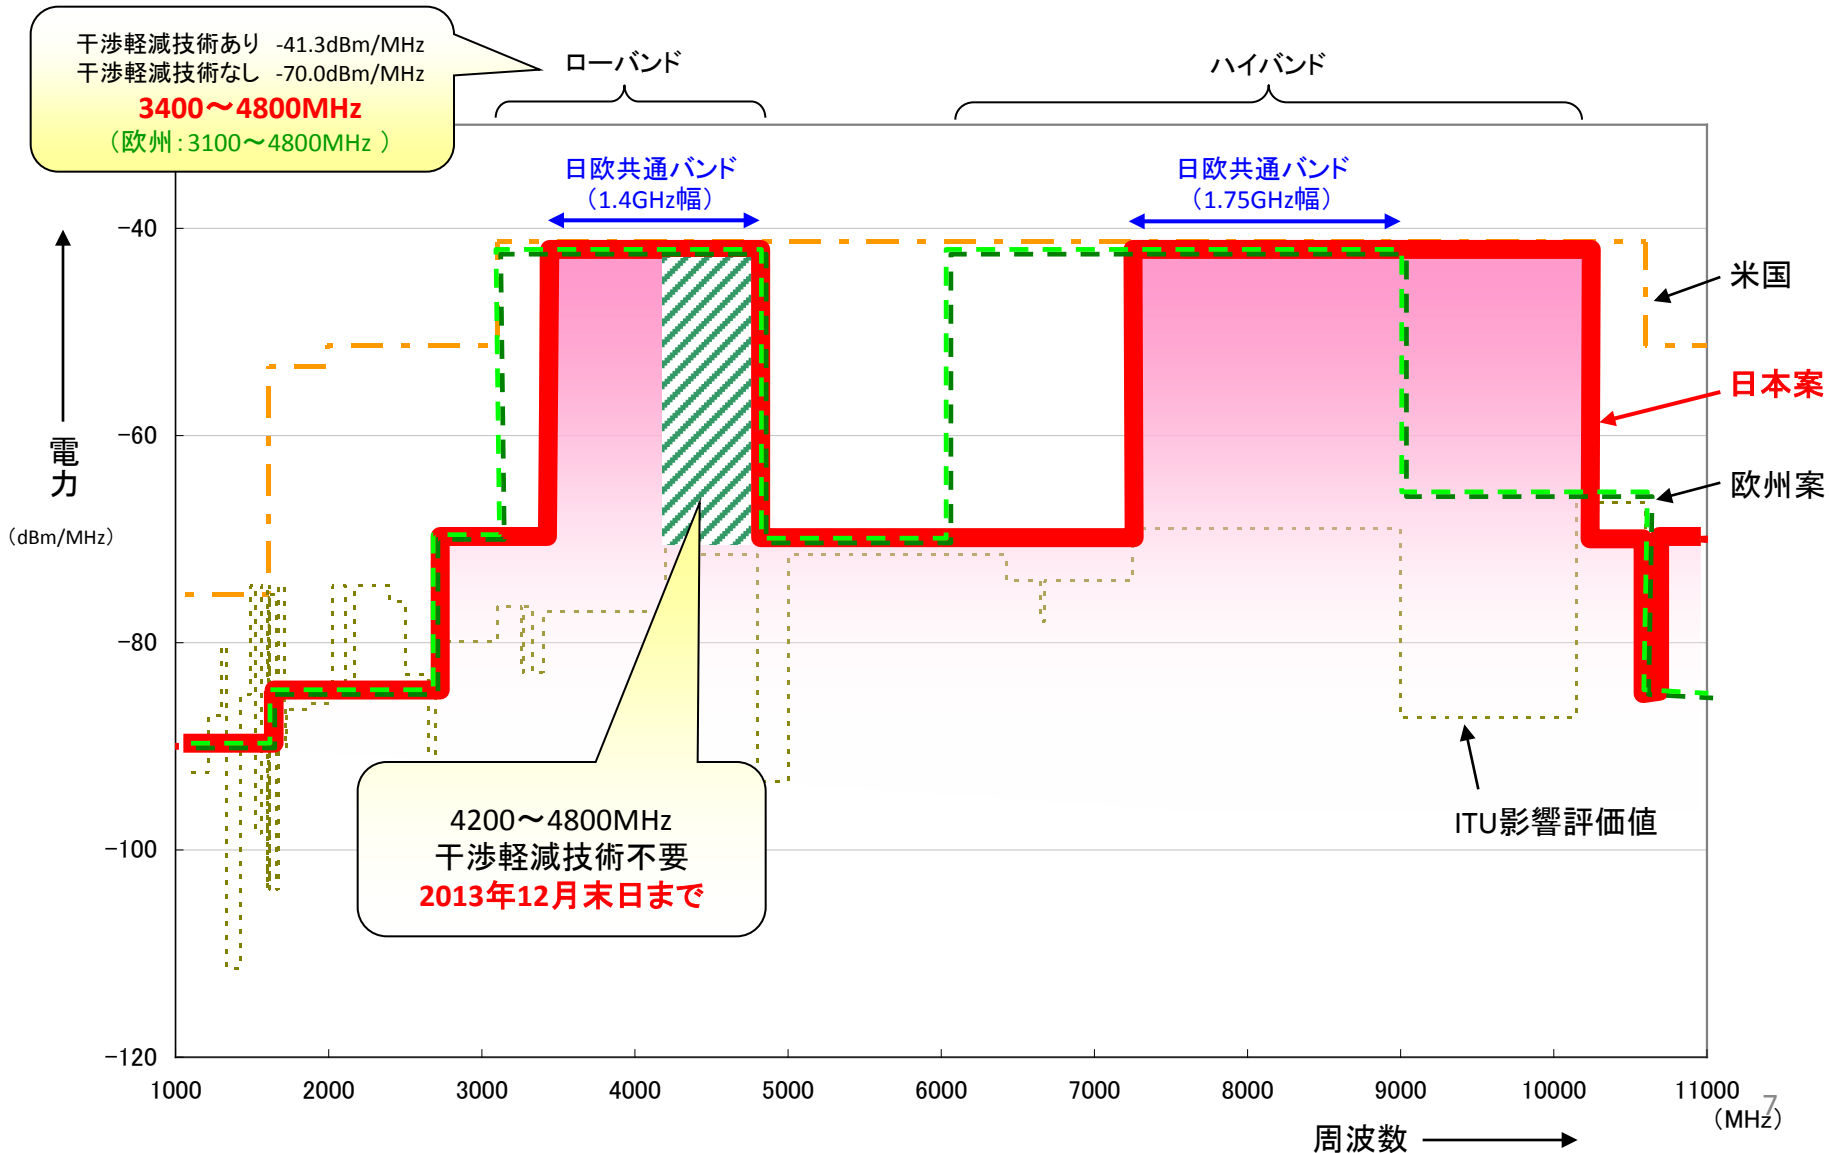 干渉軽減技術あり -41.3dBm/MHz
干渉軽減技術なし -70.0dBm/MHz
3400～4800MHz
（欧州：3100～4800MHz ）
ローバンド
ハイバンド
日欧共通バンド
（1.4GHz幅）
日欧共通バンド
（1.75GHz幅）
米国
日本案
欧州案
ITU影響評価値
電力
（dBm/MHz）
-40
-60
-80
-100
-120
4200～4800MHz
干渉軽減技術不要
2013年12月末日まで
1000 2000 3000 4000 5000 6000 7000 8000 9000 10000 11000
（MHz）
周波数
7